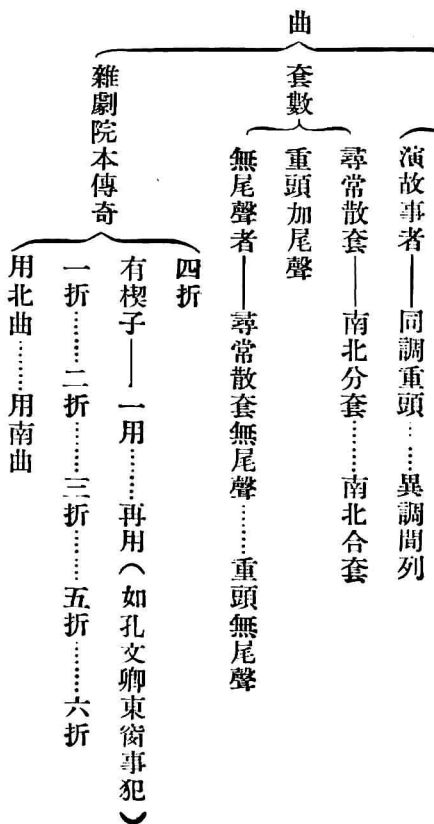 曲
演故事者——同調重頭……異調間列
套數
尋常散套——南北分套……南北合套
重頭加尾聲
無尾聲者——尋常散套無尾聲……重頭無尾聲
雜劇院本傳奇
四折
有楔子——一用……再用(如孔文卿東窗事犯)
一折……二折……三折……五折……六折
用北曲……用南曲